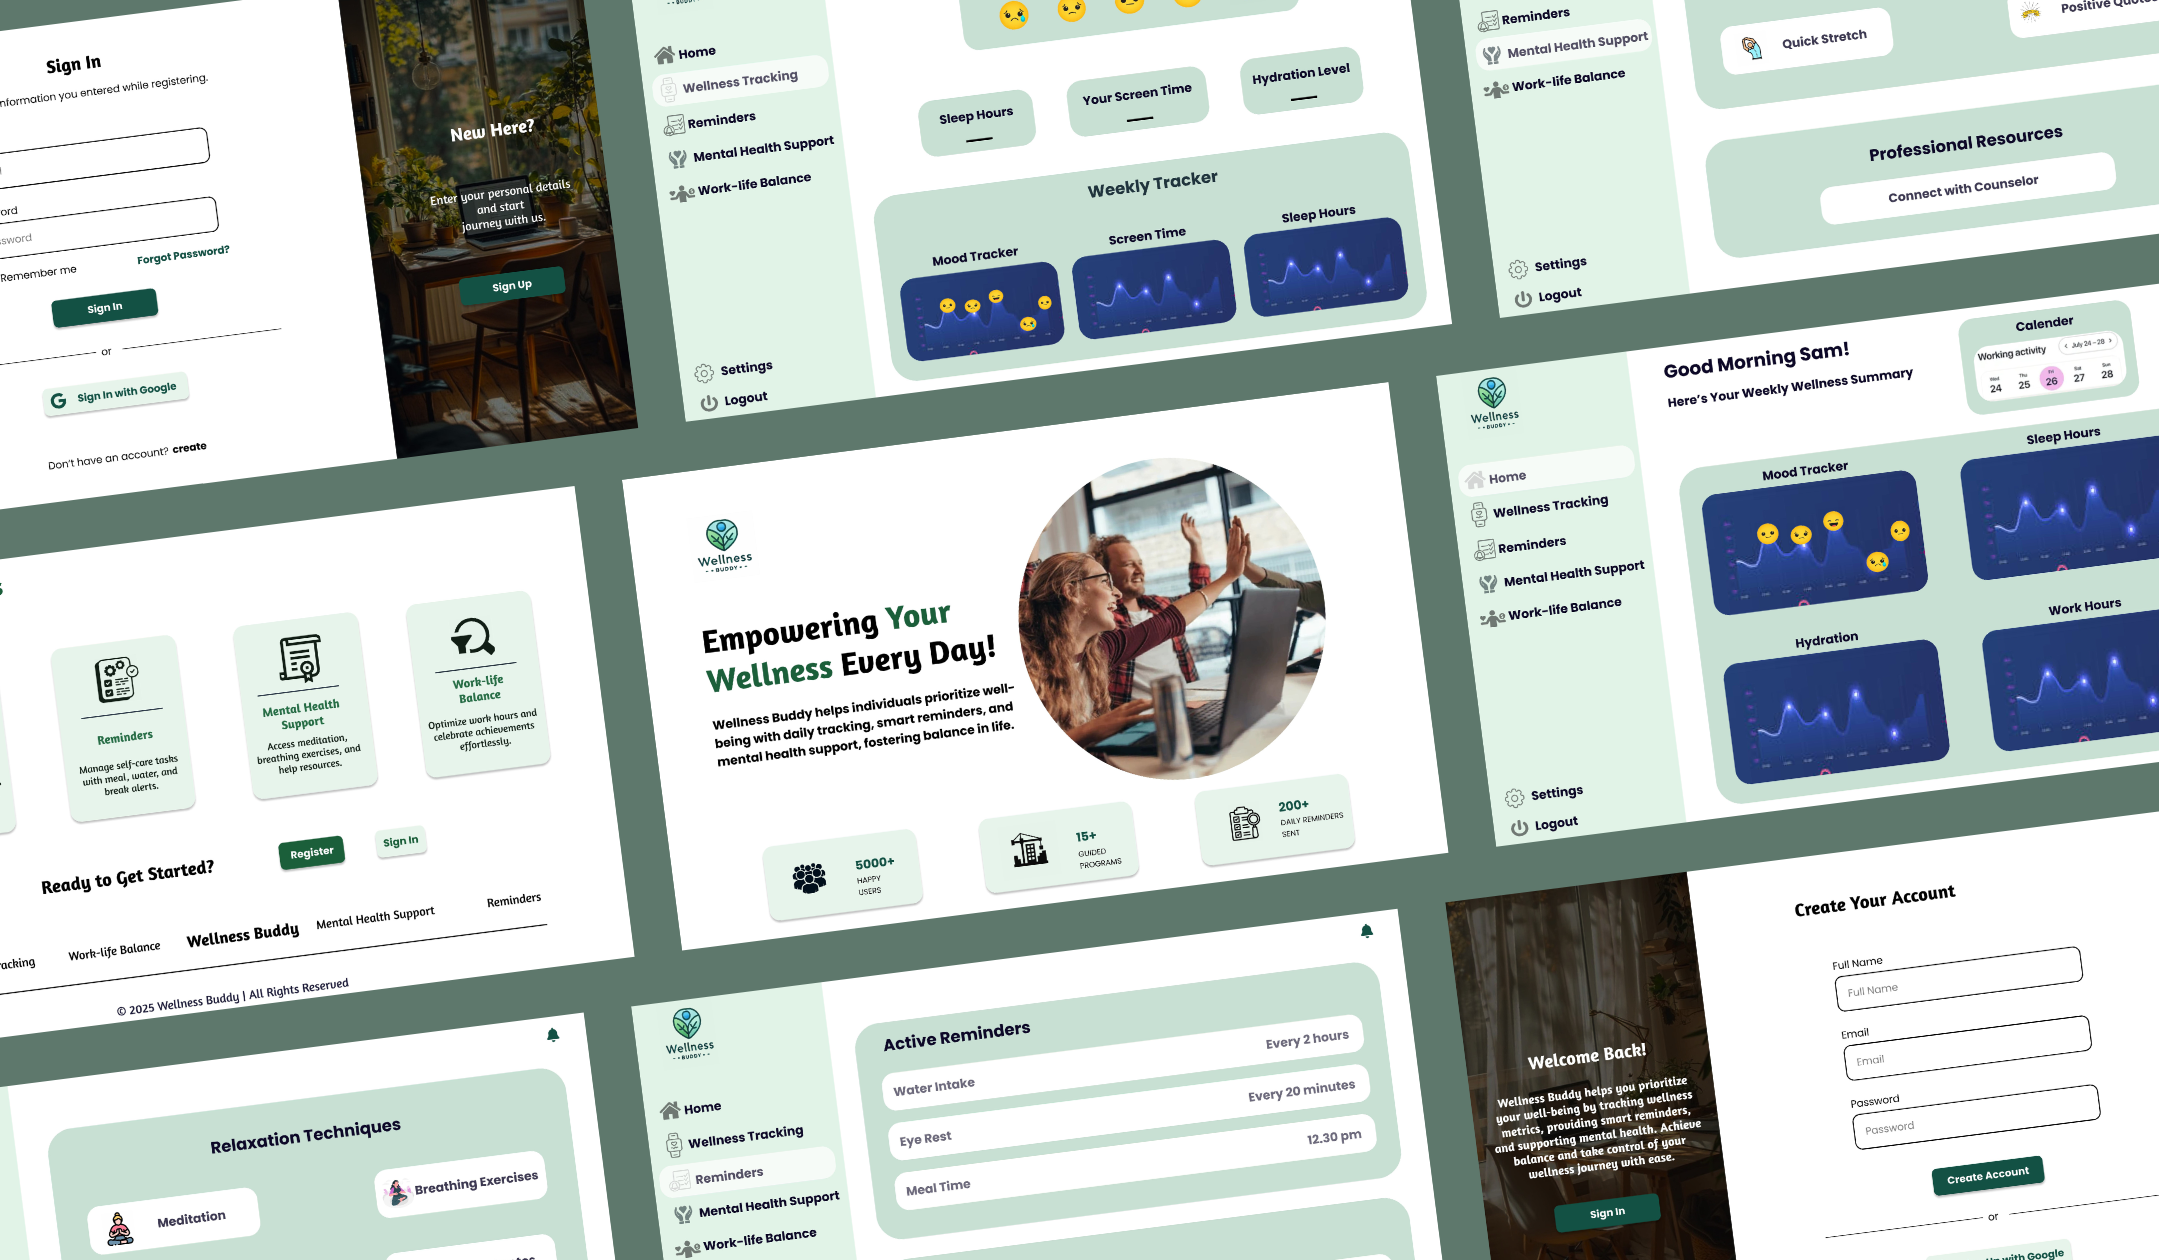 Sign In
information you entered while registering.
Remember me
Forgot Password?
Sign In
or
Sign In with Google
Don't have an account? create
New Here?
Enter your personal details
and start
journey with us.
Sign Up
Home
Wellness Tracking
Reminders
Mental Health Support
Work-life Balance
Settings
Logout
Sleep Hours
Your Screen Time
Hydration Level
Weekly Tracker
Mood Tracker
Screen Time
Sleep Hours
Reminders
Mental Health Support
Work-life Balance
Settings
Logout
Quick Stretch
Positive Quotes
Professional Resources
Connect with Counselor
Reminders
Manage self-care tasks
with meal, water, and
break alerts.
Mental Health
Support
Access meditation,
breathing exercises, and
help resources.
Work-life
Balance
Optimize work hours and
celebrate achievements
effortlessly.
Ready to Get Started?
Register
Sign In
Work-life Balance
Wellness Buddy
Mental Health Support
Reminders
© 2025 Wellness Buddy | All Rights Reserved
Wellness
BUDDY
Empowering Your
Wellness Every Day!
Wellness Buddy helps individuals prioritize well-
being with daily tracking, smart reminders, and
mental health support, fostering balance in life.
5000+
HAPPY
USERS
15+
GUIDED
PROGRAMS
200+
DAILY REMINDERS
SENT
Wellness
BUDDY
Home
Wellness Tracking
Reminders
Mental Health Support
Work-life Balance
Settings
Logout
Good Morning Sam!
Here's Your Weekly Wellness Summary
Calender
Working activity
< July 24 - 28 >
Wed Thu Fri Sat Sun
24 25 26 27 28
Mood Tracker
Sleep Hours
Hydration
Work Hours
Relaxation Techniques
Meditation
Breathing Exercises
Wellness
BUDDY
Home
Wellness Tracking
Reminders
Mental Health Support
Work-life Balance
Active Reminders
Water Intake
Every 2 hours
Eye Rest
Every 20 minutes
Meal Time
12.30 pm
Welcome Back!
Wellness Buddy helps you prioritize
your well-being by tracking wellness
metrics, providing smart reminders,
and supporting mental health. Achieve
balance and take control of your
wellness journey with ease.
Sign In
Create Your Account
Full Name
Full Name
Email
Email
Password
Password
Create Account
or
with Google